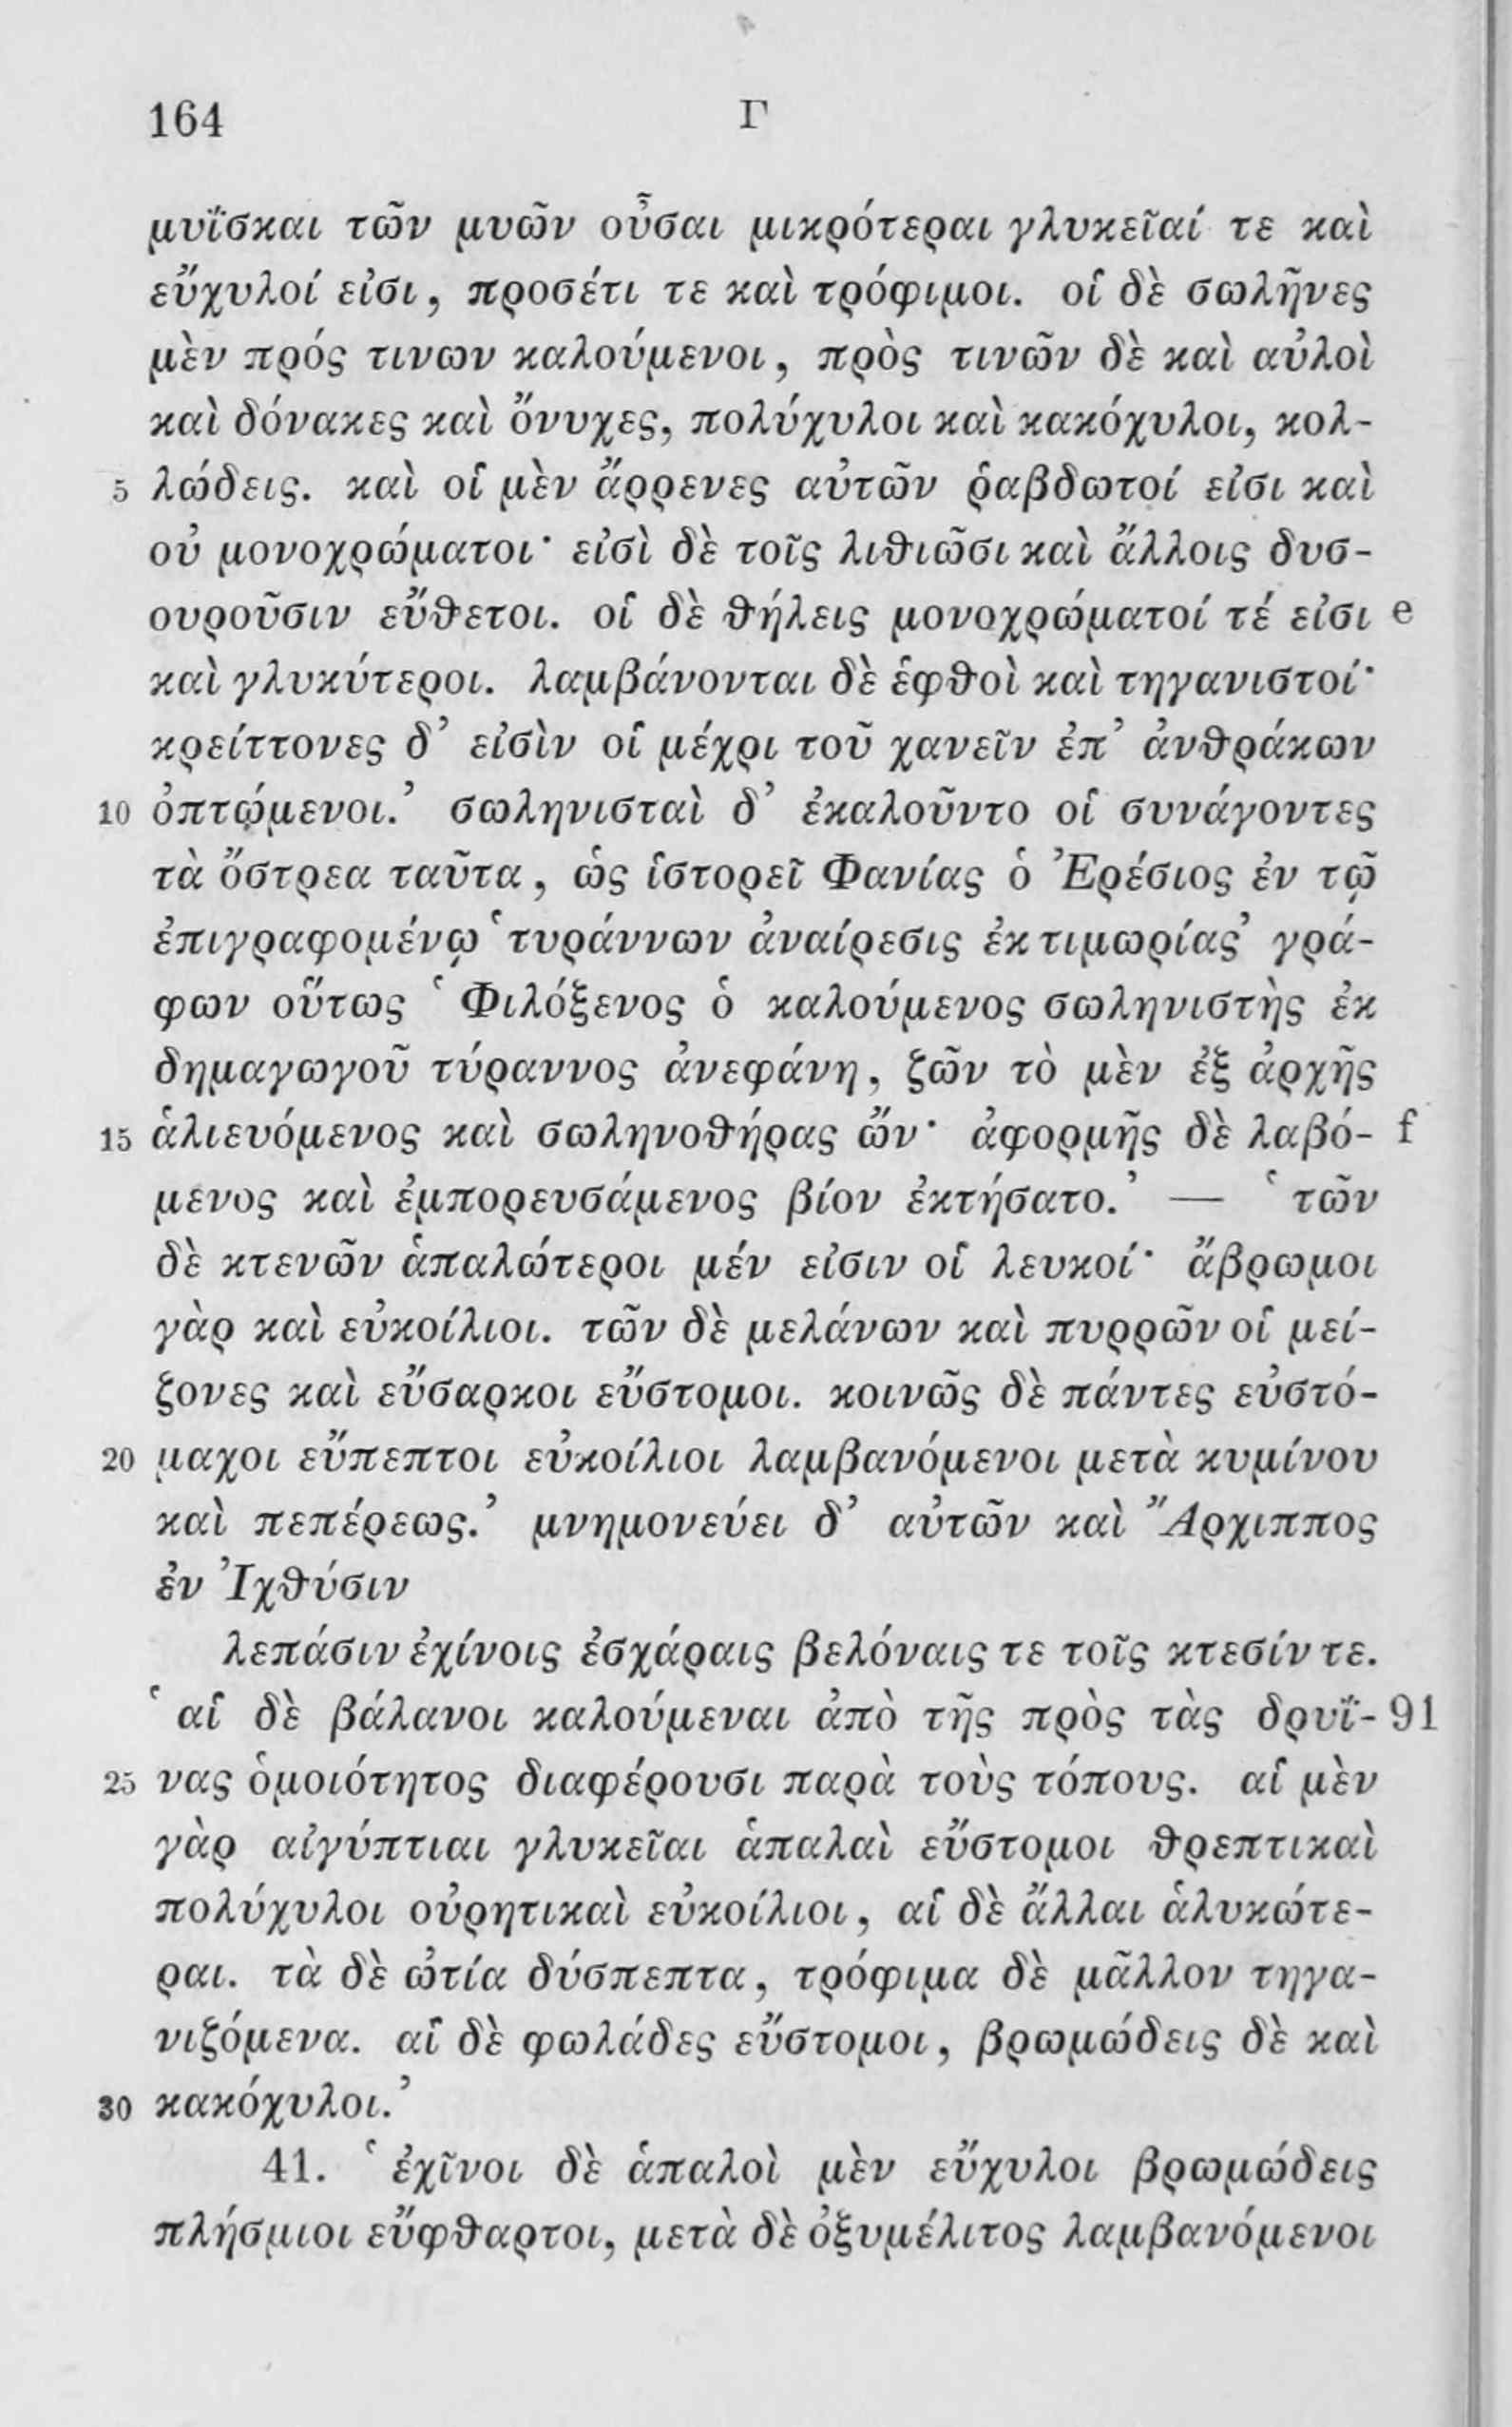 164 Γ
μυΐσκαι τῶν μυῶν οὖσαι μικρότεραι γλυκεῖαί τε καὶ
εὔχυλοί εἰσι, προσέτι τε καὶ τρόφιμοι. οἱ δὲ σωλῆνες
μὲν πρός τινων καλούμενοι, πρὸς τινῶν δὲ καὶ αὐλοὶ
καὶ δόνακες καὶ ὄνυχες, πολύχυλοι καὶ κακόχυλοι, κολ-
5 λώδεις. καὶ οἱ μὲν ἄρρενες αὐτῶν ῥαβδωτοί εἰσι καὶ
οὐ μονοχρώματοι· εἰσὶ δὲ τοῖς λιθιῶσι καὶ ἄλλοις δυσ-
ουροῦσιν εὔθετοι. οἱ δὲ θήλεις μονοχρώματοί τέ εἰσι e
καὶ γλυκύτεροι. λαμβάνονται δὲ ἑφθοὶ καὶ τηγανιστοί·
κρείττονες δ’ εἰσὶν οἱ μέχρι τοῦ χανεῖν ἐπ’ ἀνθράκων
10 ὀπτώμενοι.’ σωληνισταὶ δ’ ἐκαλοῦντο οἱ συνάγοντες
τὰ ὄστρεα ταῦτα, ὡς ἱστορεῖ Φανίας ὁ Ἐρέσιος ἐν τῷ
ἐπιγραφομένῳ ‘τυράννων ἀναίρεσις ἐκ τιμωρίας’ γρά-
φων οὕτως ‘Φιλόξενος ὁ καλούμενος σωληνιστὴς ἐκ
δημαγωγοῦ τύραννος ἀνεφάνη, ζῶν τὸ μὲν ἐξ ἀρχῆς
15 ἁλιευόμενος καὶ σωληνοθήρας ὤν· ἀφορμῆς δὲ λαβό- f
μενος καὶ ἐμπορευσάμενος βίον ἐκτήσατο.’ — ‘τῶν
δὲ κτενῶν ἁπαλώτεροι μέν εἰσιν οἱ λευκοί· ἄβρωμοι
γὰρ καὶ εὐκοίλιοι. τῶν δὲ μελάνων καὶ πυρρῶν οἱ μεί-
ζονες καὶ εὔσαρκοι εὔστομοι. κοινῶς δὲ πάντες εὐστό-
20 μαχοι εὔπεπτοι εὐκοίλιοι λαμβανόμενοι μετὰ κυμίνου
καὶ πεπέρεως.’ μνημονεύει δ’ αὐτῶν καὶ Ἄρχιππος
ἐν Ἰχθύσιν
λεπάσιν ἐχίνοις ἐσχάραις βελόναις τε τοῖς κτεσίν τε.
‘αἱ δὲ βάλανοι καλούμεναι ἀπὸ τῆς πρὸς τὰς δρυΐ- 91
25 νας ὁμοιότητος διαφέρουσι παρὰ τοὺς τόπους. αἱ μὲν
γὰρ αἰγύπτιαι γλυκεῖαι ἁπαλαὶ εὔστομοι θρεπτικαὶ
πολύχυλοι οὐρητικαὶ εὐκοίλιοι, αἱ δὲ ἄλλαι ἁλυκώτε-
ραι. τὰ δὲ ὠτία δύσπεπτα, τρόφιμα δὲ μᾶλλον τηγα-
νιζόμενα. αἱ δὲ φωλάδες εὔστομοι, βρωμώδεις δὲ καὶ
30 κακόχυλοι.’
41. ‘ἐχῖνοι δὲ ἁπαλοὶ μὲν εὔχυλοι βρωμώδεις
πλήσμιοι εὔφθαρτοι, μετὰ δὲ ὀξυμέλιτος λαμβανόμενοι